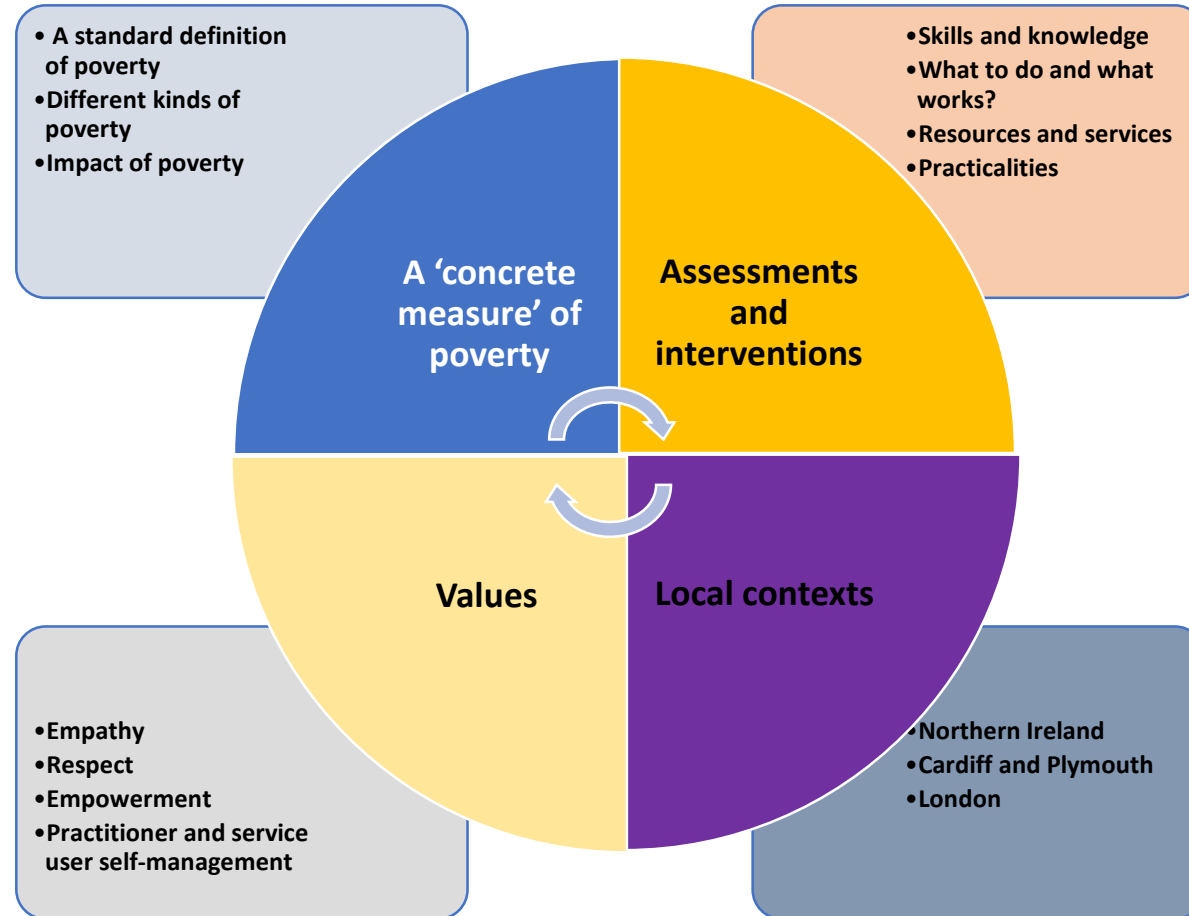 • A standard definition
of poverty
•Different kinds of
poverty
•Impact of poverty
•Skills and knowledge
•What to do and what
works?
•Resources and services
•Practicalities
A ‘concrete
measure’ of
poverty
Assessments
and
interventions
Values
Local contexts
•Empathy
•Respect
•Empowerment
•Practitioner and service
user self-management
•Northern Ireland
•Cardiff and Plymouth
•London